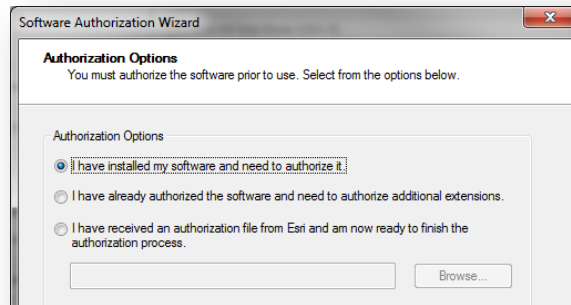 Software Authorization Wizard
Authorization Options
You must authorize the software prior to use. Select from the options below.
Authorization Options
I have installed my software and need to authorize it.
I have already authorized the software and need to authorize additional extensions.
I have received an authorization file from Esri and am now ready to finish the
authorization process.
Browse...